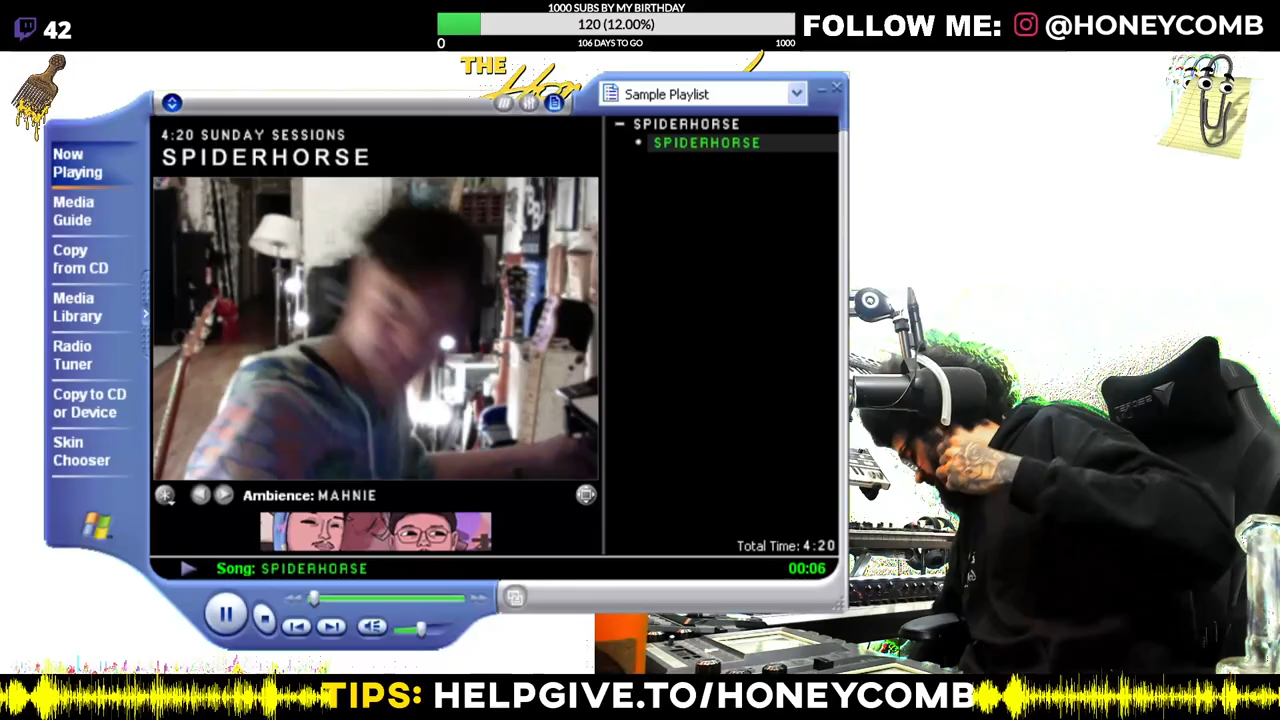 42
1000 SUBS BY MY BIRTHDAY
120 (12.00%)
0
106 DAYS TO GO
1000
FOLLOW ME: @HONEYCOMB
THE
Sample Playlist
4:20 SUNDAY SESSIONS
SPIDERHORSE
SPIDERHORSE
SPIDERHORSE
Now
Playing
Media
Guide
Copy
from CD
Media
Library
Radio
Tuner
Copy to CD
or Device
Skin
Chooser
Ambience: MAHNIE
Total Time: 4:20
Song: SPIDERHORSE
00:06
TIPS: HELPGIVE.TO/HONEYCOMB